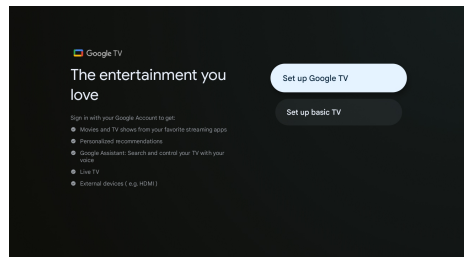 Google TV
The entertainment you
love
Sign in with your Google Account to get:
Movies and TV shows from your favorite streaming apps
Personalized recommendations
Google Assistant: Search and control your TV with your
voice
Live TV
External devices ( e.g. HDMI )
Set up Google TV
Set up basic TV